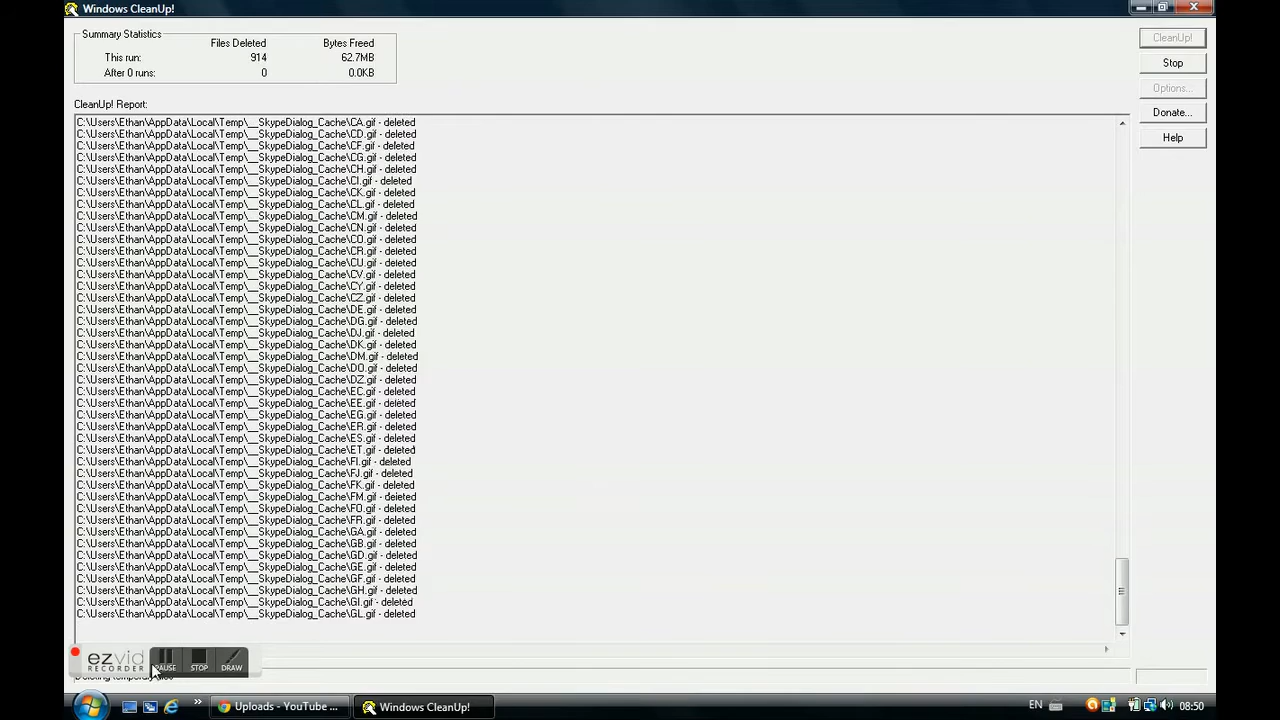 Windows CleanUp!
Summary Statistics
Files Deleted Bytes Freed
This run: 914 62.7MB
After 0 runs: 0 0.0KB
CleanUp!
Stop
Options...
Donate...
Help
CleanUp! Report:
C:\Users\Ethan\AppData\Local\Temp\__SkypeDialog_Cache\CA.gif - deleted
C:\Users\Ethan\AppData\Local\Temp\__SkypeDialog_Cache\CD.gif - deleted
C:\Users\Ethan\AppData\Local\Temp\__SkypeDialog_Cache\CF.gif - deleted
C:\Users\Ethan\AppData\Local\Temp\__SkypeDialog_Cache\CG.gif - deleted
C:\Users\Ethan\AppData\Local\Temp\__SkypeDialog_Cache\CH.gif - deleted
C:\Users\Ethan\AppData\Local\Temp\__SkypeDialog_Cache\CI.gif - deleted
C:\Users\Ethan\AppData\Local\Temp\__SkypeDialog_Cache\CK.gif - deleted
C:\Users\Ethan\AppData\Local\Temp\__SkypeDialog_Cache\CL.gif - deleted
C:\Users\Ethan\AppData\Local\Temp\__SkypeDialog_Cache\CM.gif - deleted
C:\Users\Ethan\AppData\Local\Temp\__SkypeDialog_Cache\CN.gif - deleted
C:\Users\Ethan\AppData\Local\Temp\__SkypeDialog_Cache\CO.gif - deleted
C:\Users\Ethan\AppData\Local\Temp\__SkypeDialog_Cache\CR.gif - deleted
C:\Users\Ethan\AppData\Local\Temp\__SkypeDialog_Cache\CU.gif - deleted
C:\Users\Ethan\AppData\Local\Temp\__SkypeDialog_Cache\CV.gif - deleted
C:\Users\Ethan\AppData\Local\Temp\__SkypeDialog_Cache\CY.gif - deleted
C:\Users\Ethan\AppData\Local\Temp\__SkypeDialog_Cache\CZ.gif - deleted
C:\Users\Ethan\AppData\Local\Temp\__SkypeDialog_Cache\DE.gif - deleted
C:\Users\Ethan\AppData\Local\Temp\__SkypeDialog_Cache\DG.gif - deleted
C:\Users\Ethan\AppData\Local\Temp\__SkypeDialog_Cache\DJ.gif - deleted
C:\Users\Ethan\AppData\Local\Temp\__SkypeDialog_Cache\DK.gif - deleted
C:\Users\Ethan\AppData\Local\Temp\__SkypeDialog_Cache\DM.gif - deleted
C:\Users\Ethan\AppData\Local\Temp\__SkypeDialog_Cache\DO.gif - deleted
C:\Users\Ethan\AppData\Local\Temp\__SkypeDialog_Cache\DZ.gif - deleted
C:\Users\Ethan\AppData\Local\Temp\__SkypeDialog_Cache\EC.gif - deleted
C:\Users\Ethan\AppData\Local\Temp\__SkypeDialog_Cache\EE.gif - deleted
C:\Users\Ethan\AppData\Local\Temp\__SkypeDialog_Cache\EG.gif - deleted
C:\Users\Ethan\AppData\Local\Temp\__SkypeDialog_Cache\ER.gif - deleted
C:\Users\Ethan\AppData\Local\Temp\__SkypeDialog_Cache\ES.gif - deleted
C:\Users\Ethan\AppData\Local\Temp\__SkypeDialog_Cache\ET.gif - deleted
C:\Users\Ethan\AppData\Local\Temp\__SkypeDialog_Cache\FI.gif - deleted
C:\Users\Ethan\AppData\Local\Temp\__SkypeDialog_Cache\FJ.gif - deleted
C:\Users\Ethan\AppData\Local\Temp\__SkypeDialog_Cache\FK.gif - deleted
C:\Users\Ethan\AppData\Local\Temp\__SkypeDialog_Cache\FM.gif - deleted
C:\Users\Ethan\AppData\Local\Temp\__SkypeDialog_Cache\FO.gif - deleted
C:\Users\Ethan\AppData\Local\Temp\__SkypeDialog_Cache\FR.gif - deleted
C:\Users\Ethan\AppData\Local\Temp\__SkypeDialog_Cache\GA.gif - deleted
C:\Users\Ethan\AppData\Local\Temp\__SkypeDialog_Cache\GB.gif - deleted
C:\Users\Ethan\AppData\Local\Temp\__SkypeDialog_Cache\GD.gif - deleted
C:\Users\Ethan\AppData\Local\Temp\__SkypeDialog_Cache\GE.gif - deleted
C:\Users\Ethan\AppData\Local\Temp\__SkypeDialog_Cache\GF.gif - deleted
C:\Users\Ethan\AppData\Local\Temp\__SkypeDialog_Cache\GH.gif - deleted
C:\Users\Ethan\AppData\Local\Temp\__SkypeDialog_Cache\GI.gif - deleted
C:\Users\Ethan\AppData\Local\Temp\__SkypeDialog_Cache\GL.gif - deleted
ezvid
RECORDER
PAUSE STOP DRAW
Uploads - YouTube ... Windows CleanUp! EN 08:50